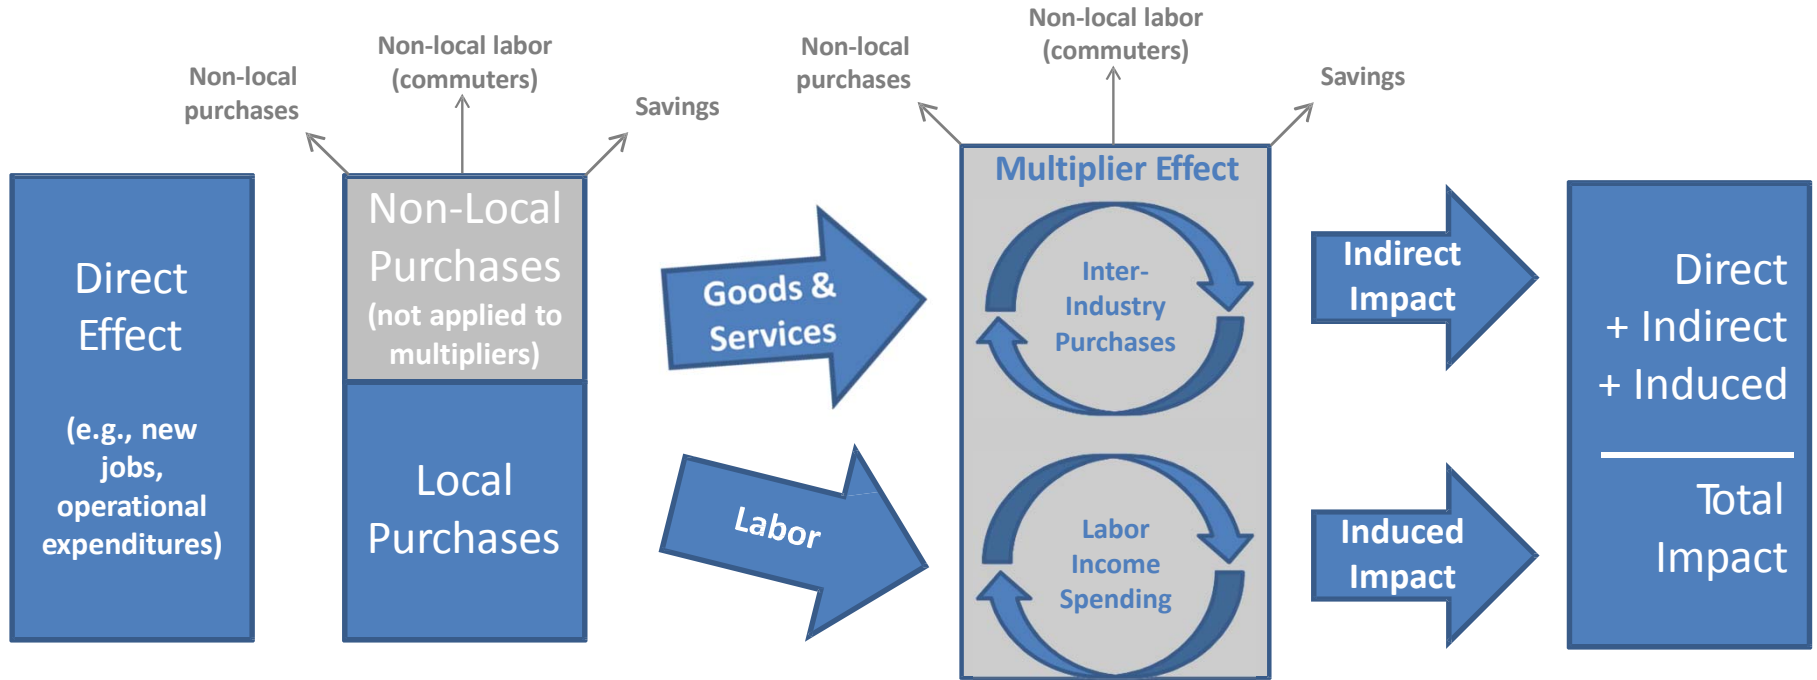 Direct
Effect
(e.g., new
jobs,
operational
expenditures)
Non-local
purchases
Non-local labor
(commuters)
Savings
Non-Local
Purchases
(not applied to
multipliers)
Local
Purchases
Goods &
Services
Labor
Non-local
purchases
Non-local labor
(commuters)
Savings
Multiplier Effect
Inter-
Industry
Purchases
Labor
Income
Spending
Indirect
Impact
Induced
Impact
Direct
+ Indirect
+ Induced
Total
Impact